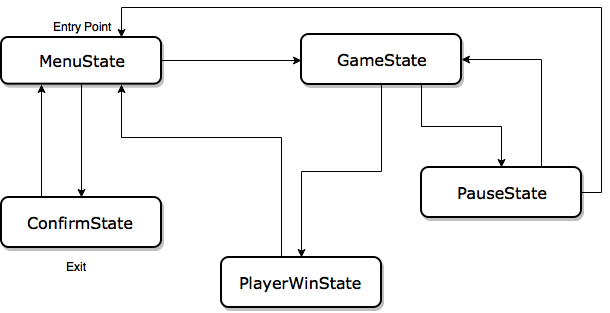 Entry Point
MenuState
GameState
PauseState
ConfirmState
Exit
PlayerWinState